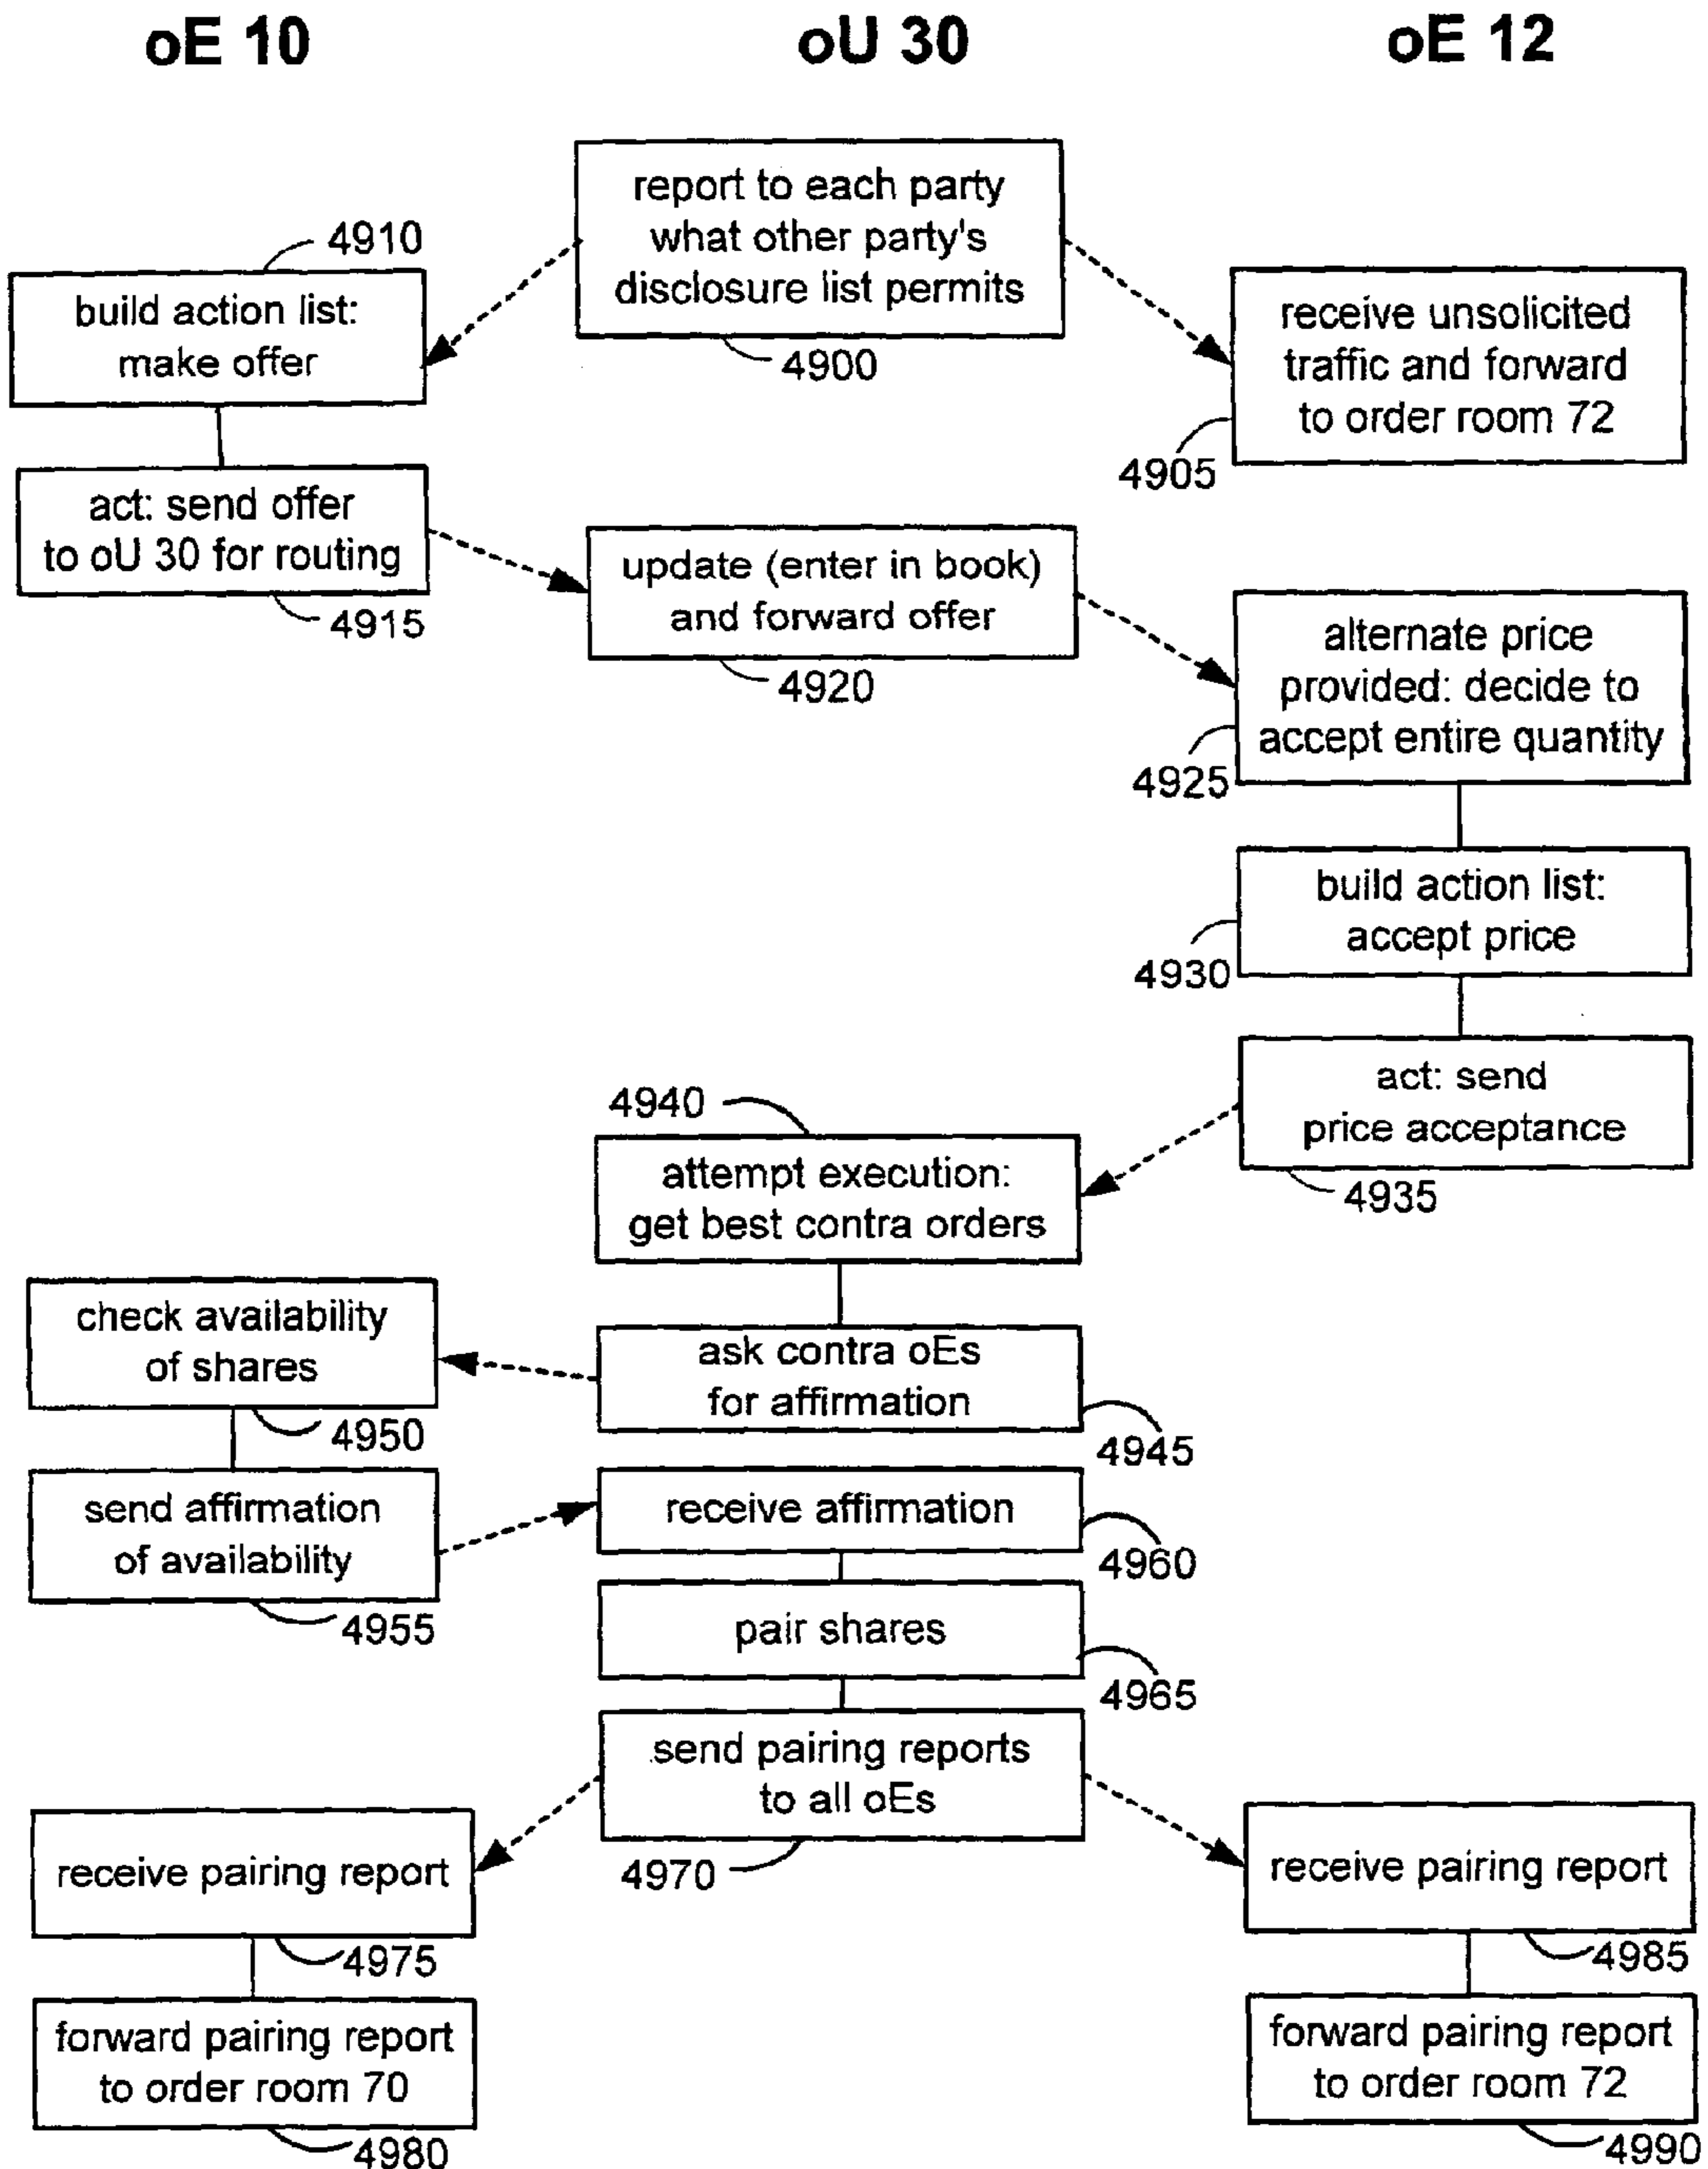 oE 10
oU 30
oE 12
report to each party
what other party's
disclosure list permits
4900
4910
build action list:
make offer
receive unsolicited
traffic and forward
to order room 72
4905
act: send offer
to oU 30 for routing
4915
update (enter in book)
and forward offer
4920
alternate price
provided: decide to
accept entire quantity
4925
build action list:
accept price
4930
act: send
price acceptance
4935
4940
attempt execution:
get best contra orders
ask contra oEs
for affirmation
4945
check availability
of shares
4950
send affirmation
of availability
4955
receive affirmation
4960
pair shares
4965
send pairing reports
to all oEs
4970
receive pairing report
4975
forward pairing report
to order room 70
4980
receive pairing report
4985
forward pairing report
to order room 72
4990